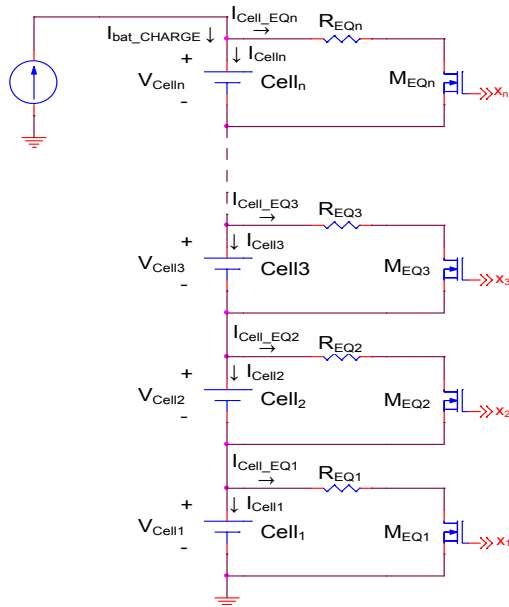 I_Cell_EQn
R_EQn
I_bat_CHARGE ↓
↓ I_Celln
+
V_Celln
-
Cell_n
M_EQn
x_n
I_Cell_EQ3
→
R_EQ3
+
↓ I_Cell3
V_Cell3
-
Cell3
M_EQ3
x_3
I_Cell_EQ2
→
R_EQ2
+
↓ I_Cell2
V_Cell2
-
Cell_2
M_EQ2
x_2
I_Cell_EQ1
→
R_EQ1
+
↓ I_Cell1
V_Cell1
-
Cell_1
M_EQ1
x_1